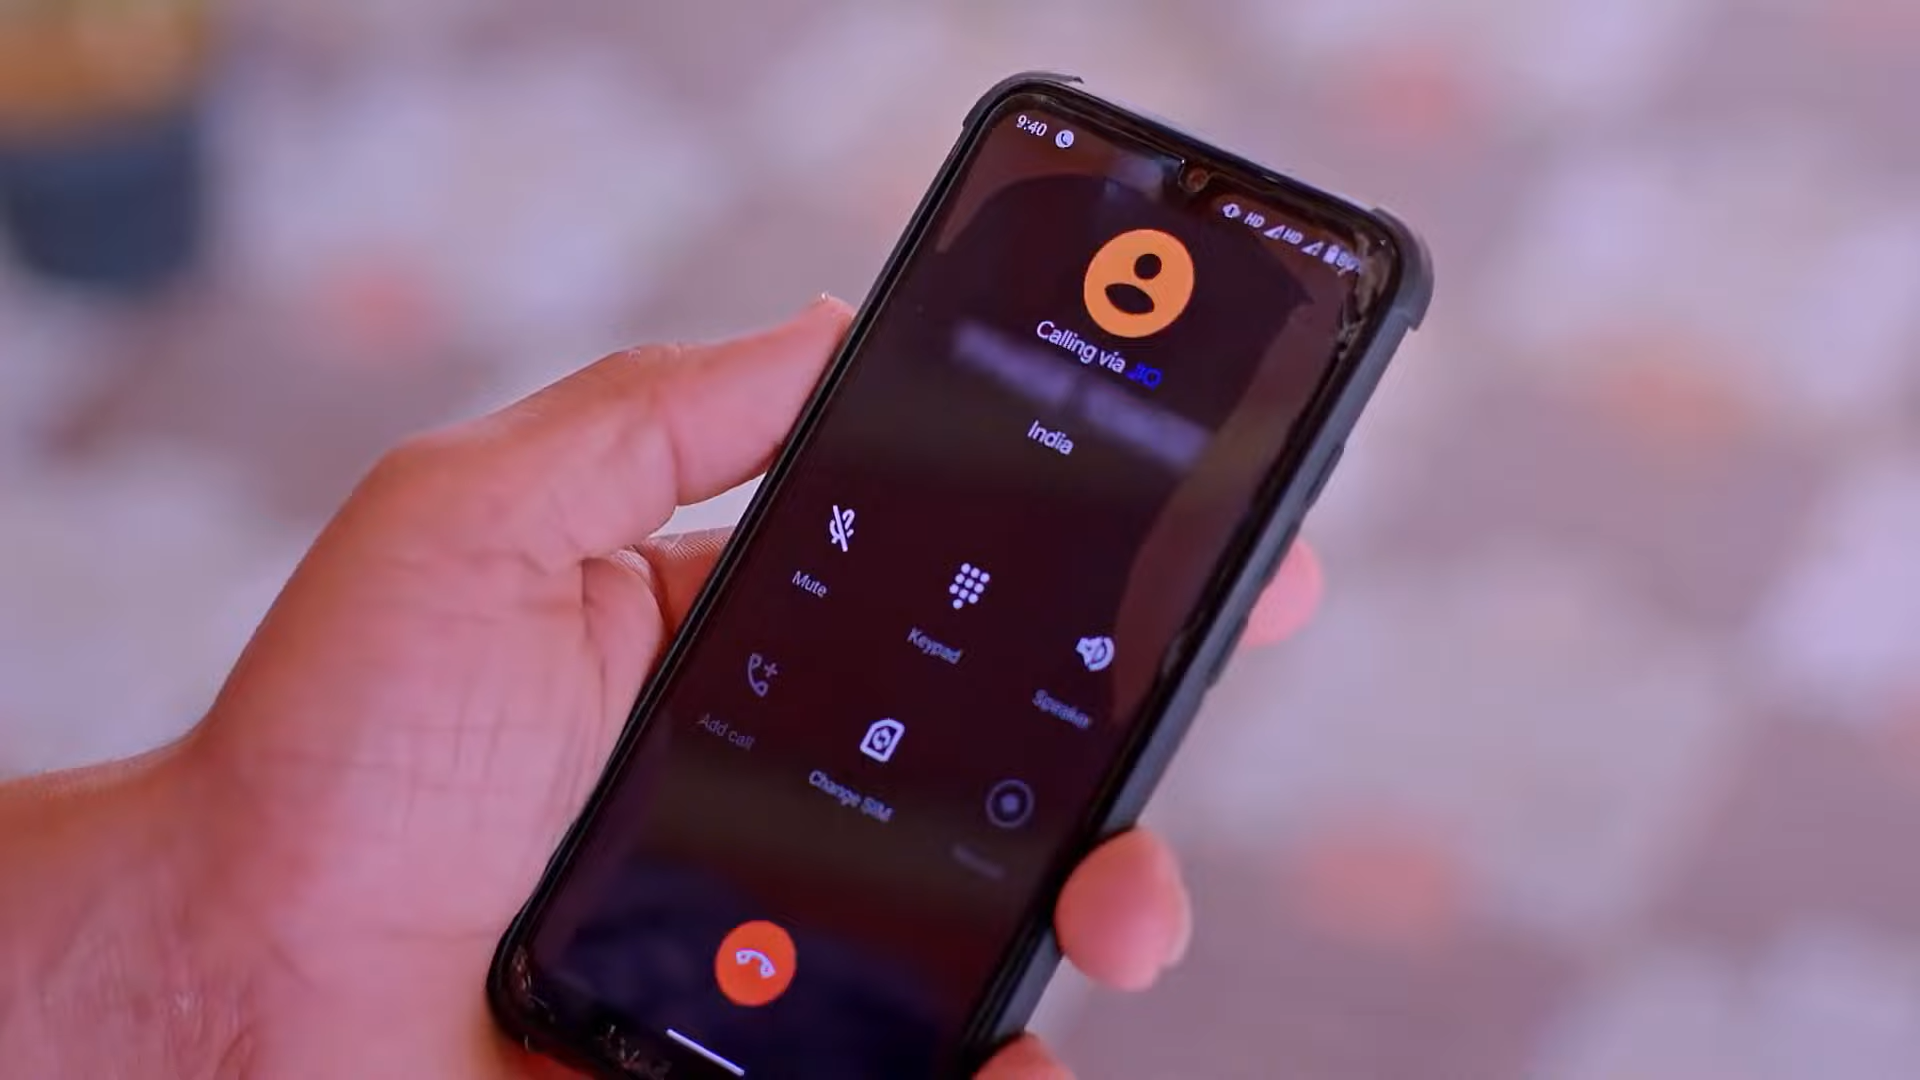 9:40
HD HD
Calling via JIO
India
Mute
Keypad
Speaker
Add call
Change SIM